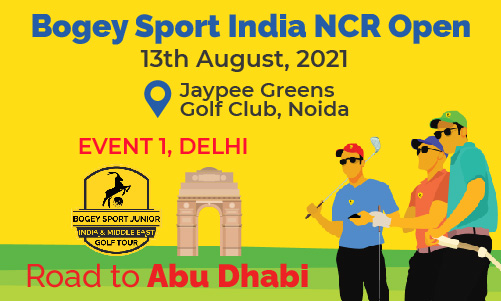 Bogey Sport India NCR Open
13th August, 2021
Jaypee Greens
Golf Club, Noida
EVENT 1, DELHI
BOGEY SPORT JUNIOR
INDIA & MIDDLE EAST
GOLF TOUR
Road to Abu Dhabi